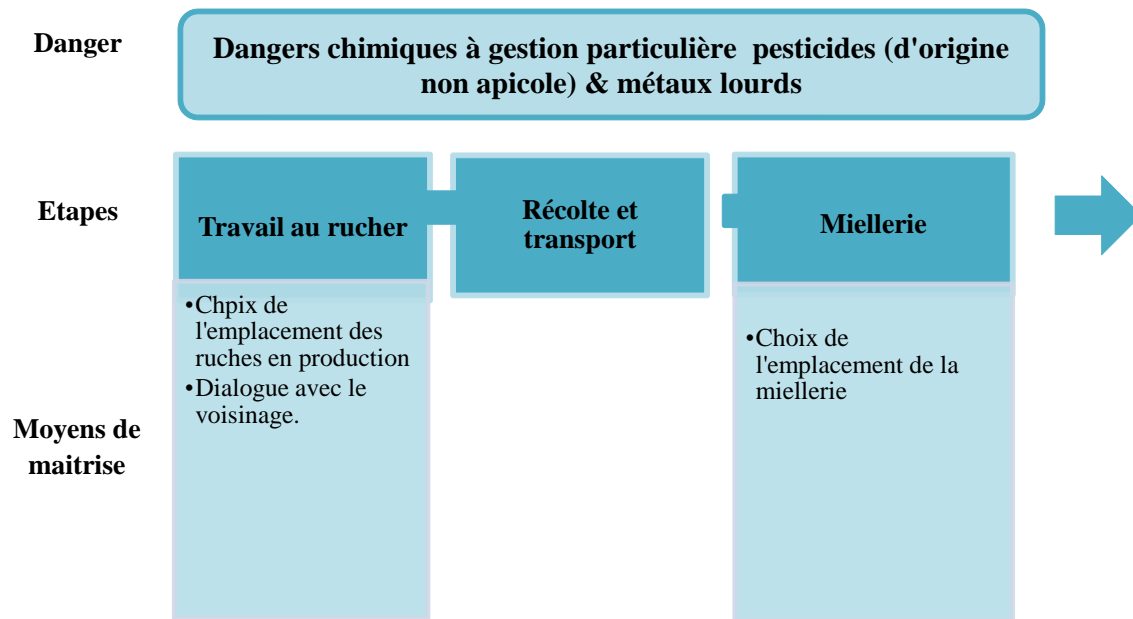 Danger
Dangers chimiques à gestion particulière pesticides (d'origine
non apicole) & métaux lourds
Etapes
Travail au rucher
Récolte et
transport
Miellerie
Moyens de
maitrise
•Chpix de
l'emplacement des
ruches en production
•Dialogue avec le
voisinage.
•Choix de
l'emplacement de la
miellerie